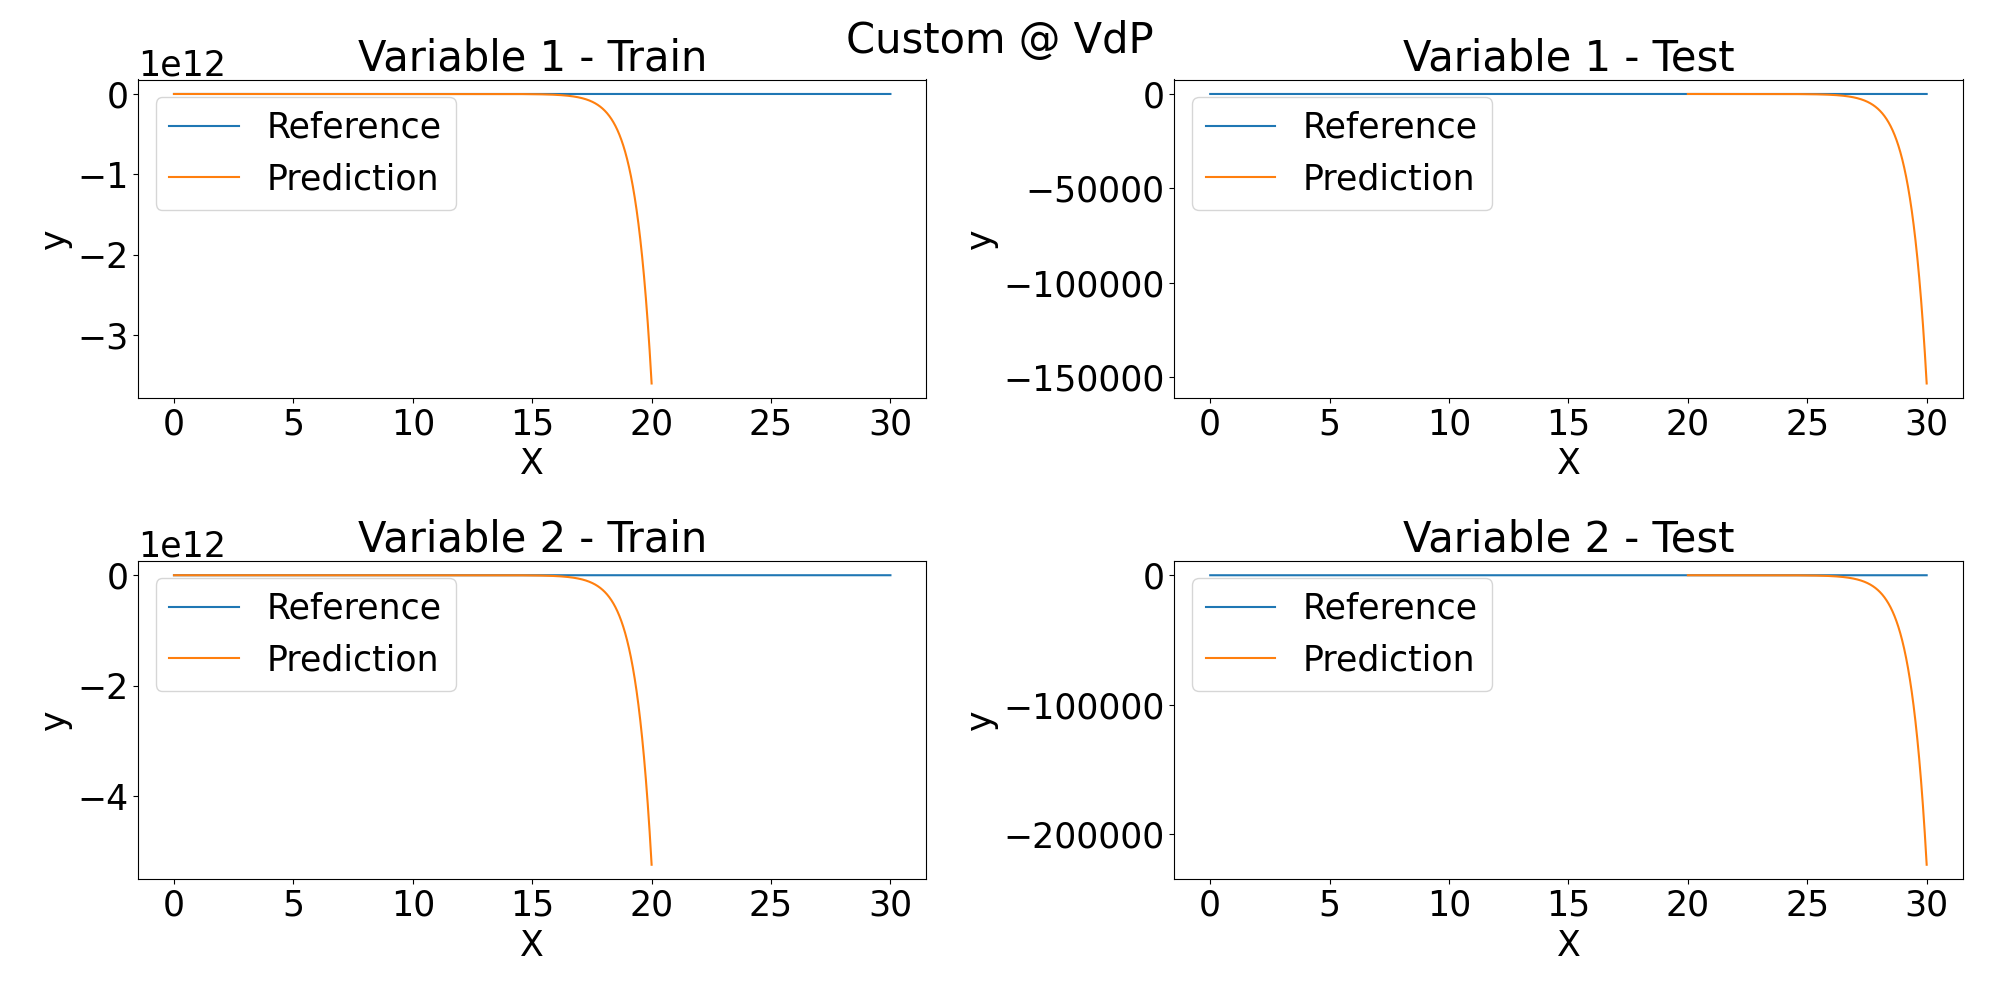 Custom @ VdP
Variable 1 - Train
1e12
0
−1
−2
−3
y
Reference
Prediction
0 5 10 15 20 25 30
X
Variable 1 - Test
0
−50000
−100000
−150000
y
Reference
Prediction
0 5 10 15 20 25 30
X
Variable 2 - Train
1e12
0
−2
−4
y
Reference
Prediction
0 5 10 15 20 25 30
X
Variable 2 - Test
0
−100000
−200000
y
Reference
Prediction
0 5 10 15 20 25 30
X